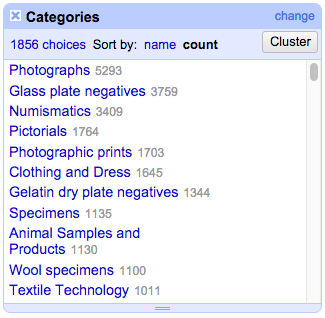 Categories change
1856 choices Sort by: name count Cluster
Photographs 5293
Glass plate negatives 3759
Numismatics 3409
Pictorials 1764
Photographic prints 1703
Clothing and Dress 1645
Gelatin dry plate negatives 1344
Specimens 1135
Animal Samples and
Products 1130
Wool specimens 1100
Textile Technology 1011